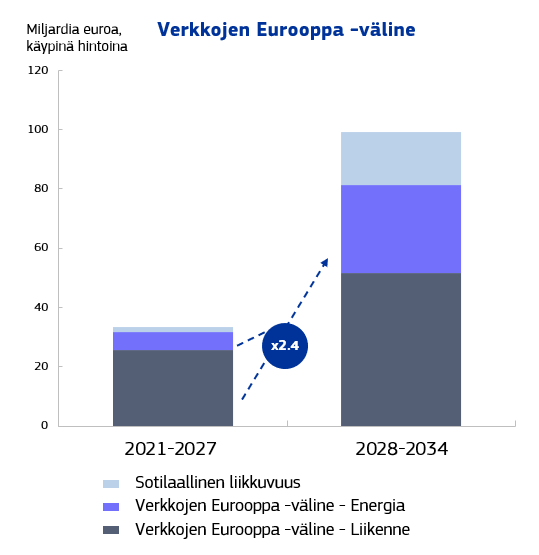 Miljardia euroa,
käypinä hintoina
Verkkojen Eurooppa -väline
120
100
80
60
40
20
0
x2.4
2021-2027
2028-2034
Sotilaallinen liikkuvuus
Verkkojen Eurooppa -väline - Energia
Verkkojen Eurooppa -väline - Liikenne